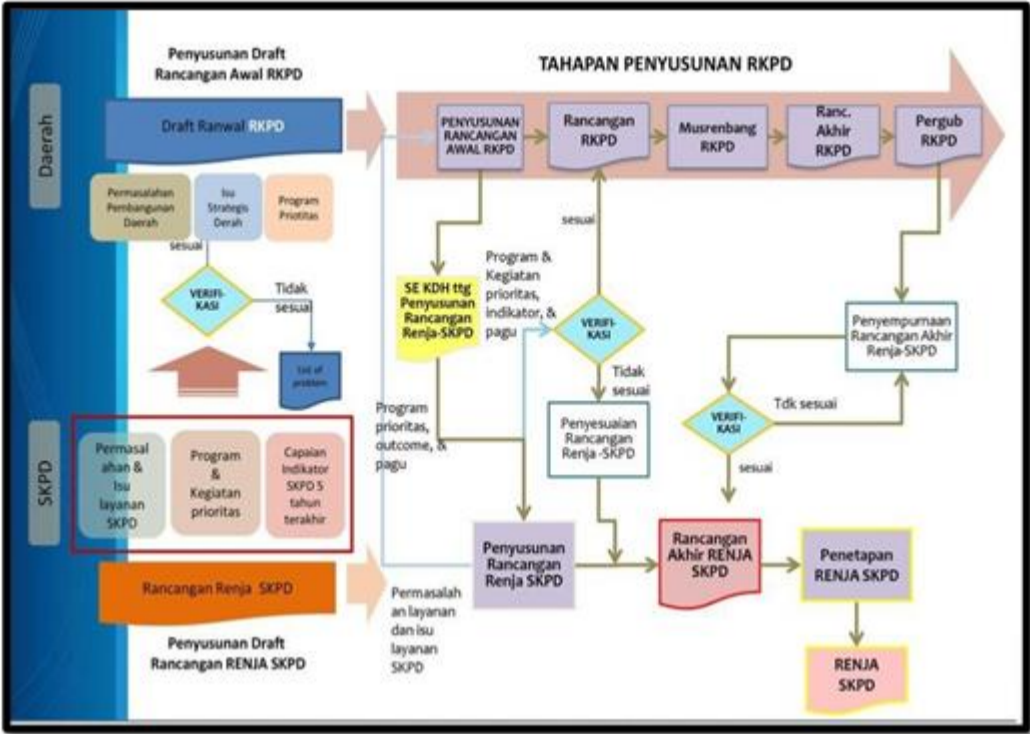 Penyusunan Draft
Rancangan Awal RKPD
TAHAPAN PENYUSUNAN RKPD
Daerah
Draft Ranwal RKPD
PENYUSUNAN
RANCANGAN
AWAL RKPD
Rancangan
RKPD
Musrenbang
RKPD
Ranc.
Akhir
RKPD
Pergub
RKPD
Permasalahan
Pembangunan
Daerah
Isu
Strategis
Derah
Program
Priotitas
sesuai
VERIFI-
KASI
Tidak
sesuai
List of
problem
SE KDH ttg
Penyusunan
Rancangan
Renja-SKPD
Program &
Kegiatan
prioritas,
indikator, &
pagu
sesuai
VERIFI-
KASI
Tidak
sesuai
Penyesuaian
Rancangan
Renja -SKPD
Penyempurnaan
Rancangan Akhir
Renja-SKPD
VERIFI-
KASI
Tdk sesuai
sesuai
Program
prioritas,
outcome, &
pagu
SKPD
Permasal
ahan &
Isu
layanan
SKPD
Program
&
Kegiatan
prioritas
Capaian
Indikator
SKPD 5
tahun
terakhir
Rancangan Renja SKPD
Penyusunan Draft
Rancangan RENJA SKPD
Permasalah
an layanan
dan isu
layanan
SKPD
Penyusunan
Rancangan
Renja SKPD
Rancangan
Akhir RENJA
SKPD
Penetapan
RENJA SKPD
RENJA
SKPD